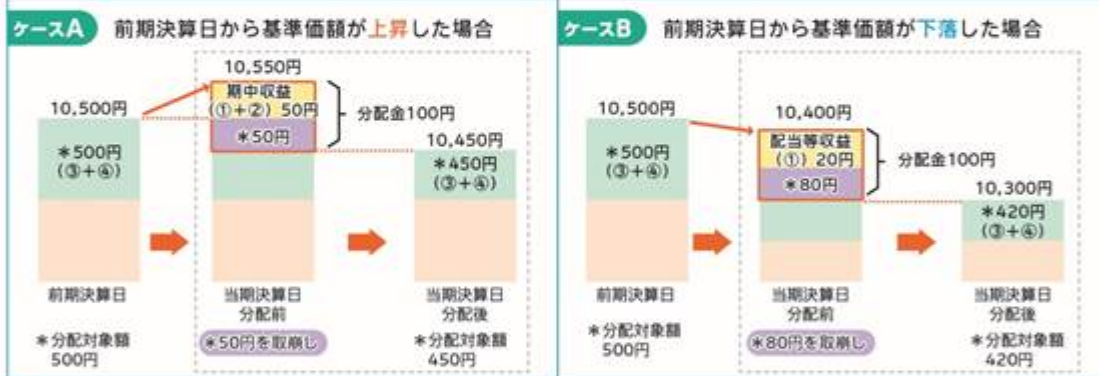 ケースA 前期決算日から基準価額が上昇した場合
10,550円
期中収益
(①+②) 50円
*50円
分配金100円
10,500円
*500円
(③+④)
10,450円
*450円
(③+④)
前期決算日
当期決算日
分配前
当期決算日
分配後
*分配対象額
500円
*50円を取崩し
*分配対象額
450円
ケースB 前期決算日から基準価額が下落した場合
10,500円
*500円
(③+④)
10,400円
配当等収益
(①) 20円
*80円
分配金100円
10,300円
*420円
(③+④)
前期決算日
当期決算日
分配前
当期決算日
分配後
*分配対象額
500円
*80円を取崩し
*分配対象額
420円